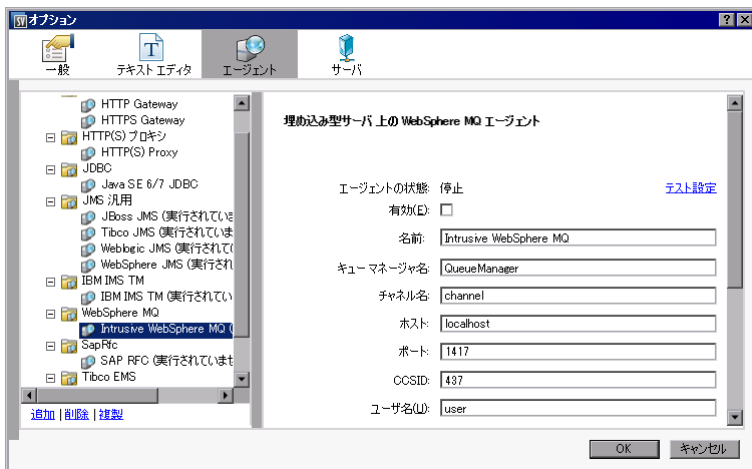 SV オプション
一般
テキスト エディタ
エージェント
サーバ
HTTP Gateway
HTTPS Gateway
HTTP(S) プロキシ
HTTP(S) Proxy
JDBC
Java SE 6/7 JDBC
JMS 汎用
JBoss JMS (実行されていま
Tibco JMS (実行されていま
Weblogic JMS (実行されて(
WebSphere JMS (実行され
IBM IMS TM
IBM IMS TM (実行されてい
WebSphere MQ
Intrusive WebSphere MQ (
SapRfc
SAP RFC (実行されていませ
Tibco EMS
追加 | 削除 | 複製
埋め込み型サーバ 上の WebSphere MQ エージェント
エージェントの状態: 停止 テスト設定
有効(E):
名前: Intrusive WebSphere MQ
キュー マネージャ名: QueueManager
チャネル名: channel
ホスト: localhost
ポート: 1417
CCSID: 437
ユーザ名(U): user
OK キャンセル